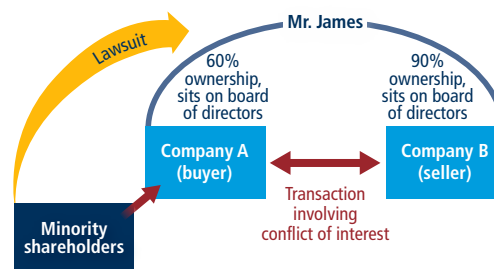 Mr. James
Lawsuit
60%
ownership,
sits on board
of directors
90%
ownership,
sits on board
of directors
Company A
(buyer)
Company B
(seller)
Transaction
involving
conflict of interest
Minority
shareholders